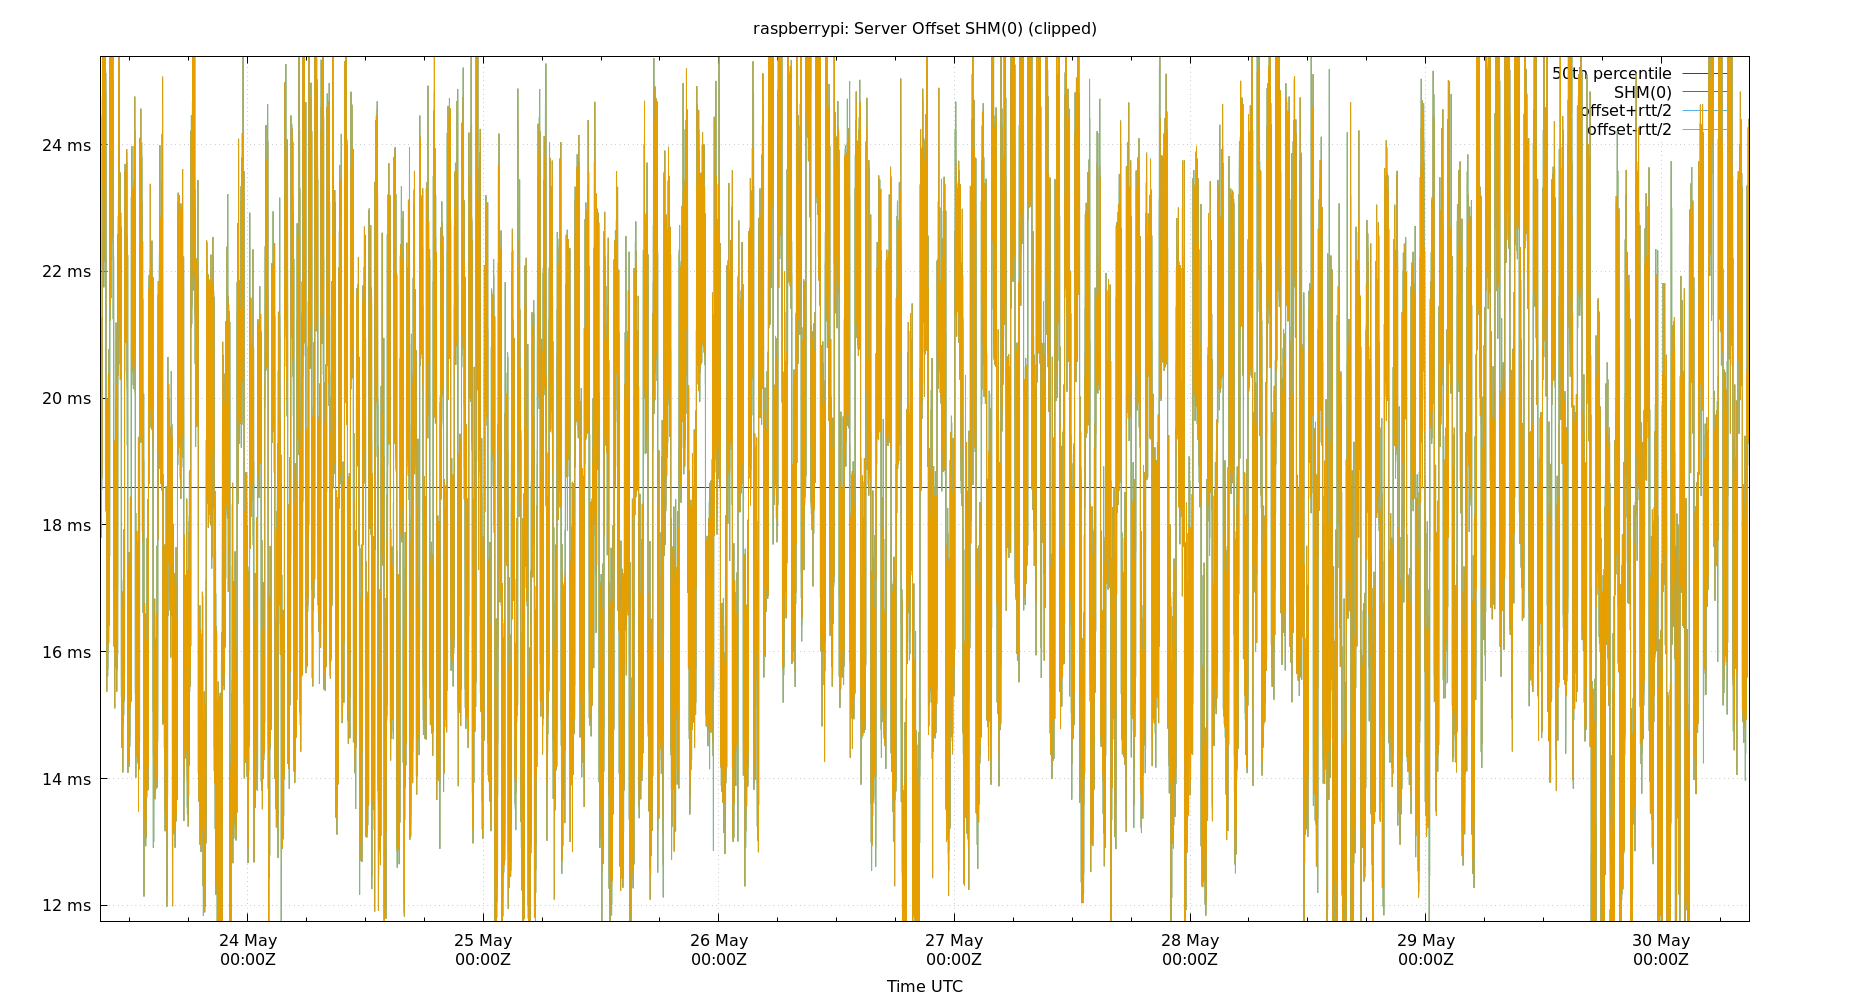 raspberrypi: Server Offset SHM(0) (clipped)
50th percentile
SHM(0)
offset+rtt/2
offset-rtt/2
24 ms
22 ms
20 ms
18 ms
16 ms
14 ms
12 ms
24 May
00:00Z
25 May
00:00Z
26 May
00:00Z
27 May
00:00Z
28 May
00:00Z
29 May
00:00Z
30 May
00:00Z
Time UTC